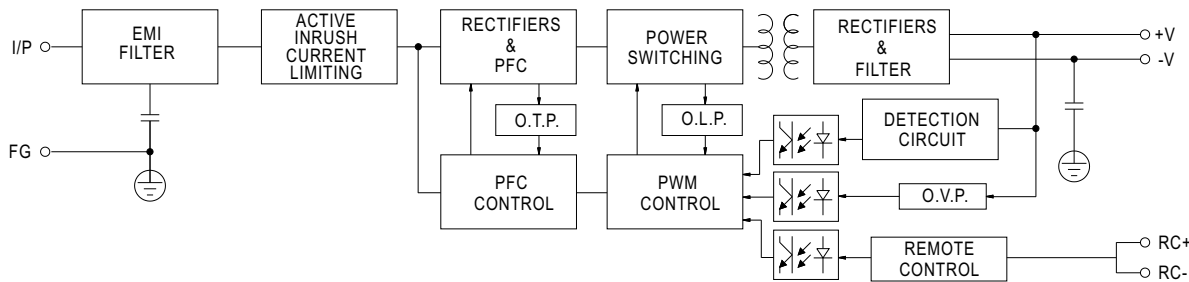 I/P
EMI
FILTER
ACTIVE
INRUSH
CURRENT
LIMITING
RECTIFIERS
&
PFC
POWER
SWITCHING
RECTIFIERS
&
FILTER
+V
-V
O.T.P.
O.L.P.
DETECTION
CIRCUIT
FG
PFC
CONTROL
PWM
CONTROL
O.V.P.
REMOTE
CONTROL
RC+
RC-